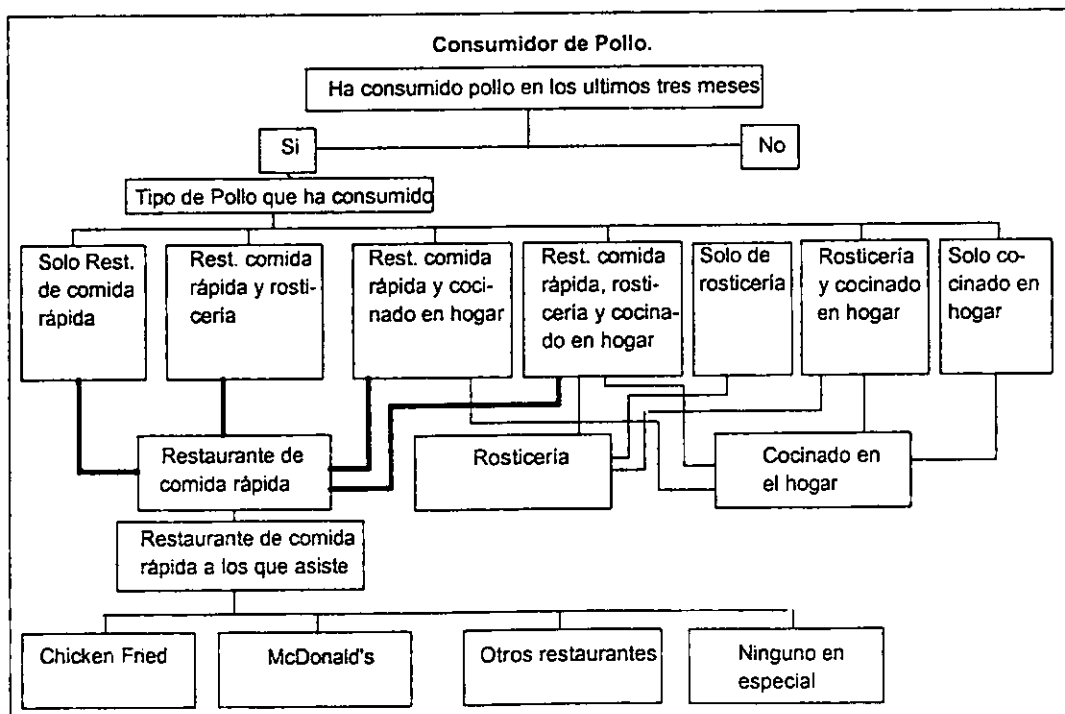 Consumidor de Pollo.
Ha consumido pollo en los ultimos tres meses
Si
No
Tipo de Pollo que ha consumido
Solo Rest.
de comida
rápida
Rest. comida
rápida y rosti-
cería
Rest. comida
rápida y coci-
nado en hogar
Rest. comida
rápida, rosti-
cería y cocina-
do en hogar
Solo de
rosticería
Rosticería
y cocinado
en hogar
Solo co-
cinado en
hogar
Restaurante de
comida rápida
Rosticería
Cocinado en
el hogar
Restaurante de comida
rápida a los que asiste
Chicken Fried
McDonald's
Otros restaurantes
Ninguno en
especial